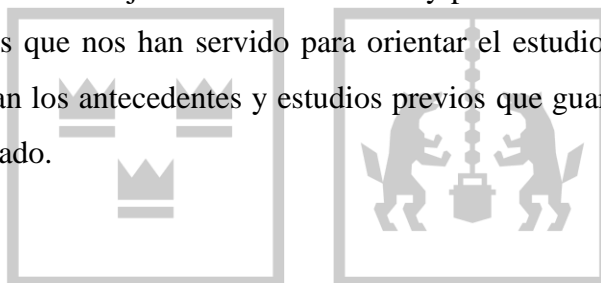 y
s que nos han servido para orientar el estudio
an los antecedentes y estudios previos que guar
ado.